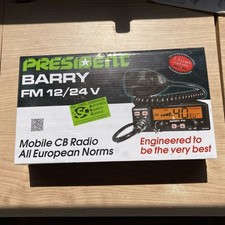 PRESIDENT
BARRY
FM 12/24 V
Mobile CB Radio
All European Norms
Engineered to
be the very best